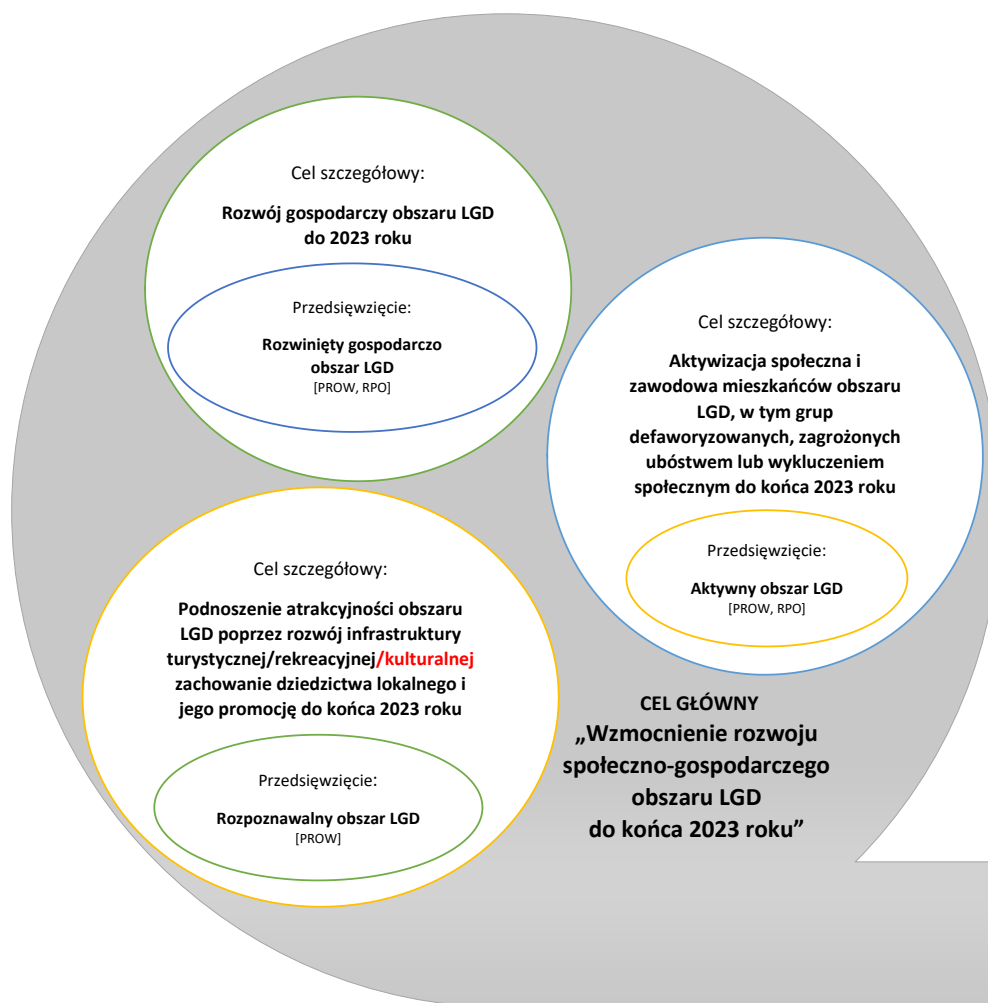 Cel szczegółowy:
Rozwój gospodarczy obszaru LGD
do 2023 roku
Przedsięwzięcie:
Rozwinięty gospodarczo
obszar LGD
[PROW, RPO]
Cel szczegółowy:
Aktywizacja społeczna i
zawodowa mieszkańców obszaru
LGD, w tym grup
defaworyzowanych, zagrożonych
ubóstwem lub wykluczeniem
społecznym do końca 2023 roku
Przedsięwzięcie:
Aktywny obszar LGD
[PROW, RPO]
Cel szczegółowy:
Podnoszenie atrakcyjności obszaru
LGD poprzez rozwój infrastruktury
turystycznej/rekreacyjnej/kulturalnej
zachowanie dziedzictwa lokalnego i
jego promocję do końca 2023 roku
Przedsięwzięcie:
Rozpoznawalny obszar LGD
[PROW]
CEL GŁÓWNY
„Wzmocnienie rozwoju
społeczno-gospodarczego
obszaru LGD
do końca 2023 roku”